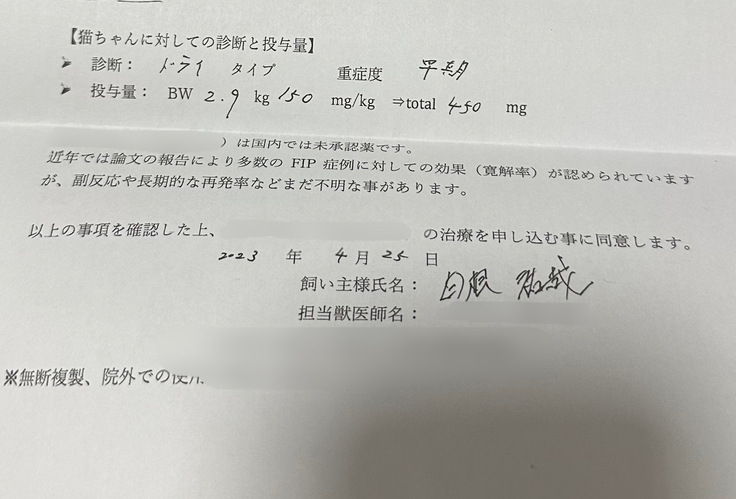 【猫ちゃんに対しての診断と投与量】
➤ 診断： ドライ タイプ 重症度 早期
➤ 投与量： BW 2.9 kg 150 mg/kg ⇒total 450 mg
）は国内では未承認薬です。
近年では論文の報告により多数の FIP 症例に対しての効果（寛解率）が認められています
が、副反応や長期的な再発率などまだ不明な事があります。
以上の事項を確認した上、 の治療を申し込む事に同意します。
2023 年 4月 25 日
飼い主様氏名：
担当獣医師名：
※無断複製、院外での